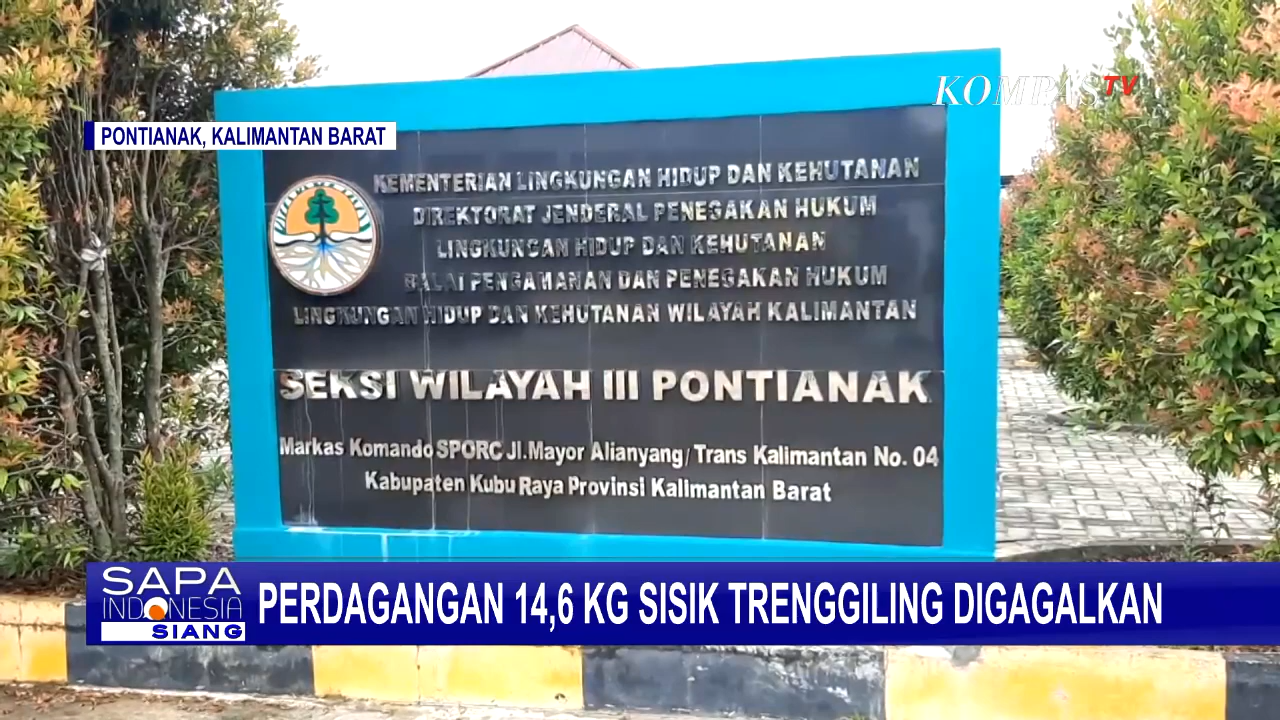 KOMPAS TV
PONTIANAK, KALIMANTAN BARAT
KEMENTERIAN LINGKUNGAN HIDUP DAN KEHUTANAN
DIREKTORAT JENDERAL PENEGAKAN HUKUM
LINGKUNGAN HIDUP DAN KEHUTANAN
BALAI PENGAMANAN DAN PENEGAKAN HUKUM
LINGKUNGAN HIDUP DAN KEHUTANAN WILAYAH KALIMANTAN
SEKSI WILAYAH III PONTIANAK
Markas Komando SPORC Jl.Mayor Alianyang/Trans Kalimantan No. 04
Kabupaten Kubu Raya Provinsi Kalimantan Barat
SAPA
INDONESIA
SIANG
PERDAGANGAN 14,6 KG SISIK TRENGGILING DIGAGALKAN